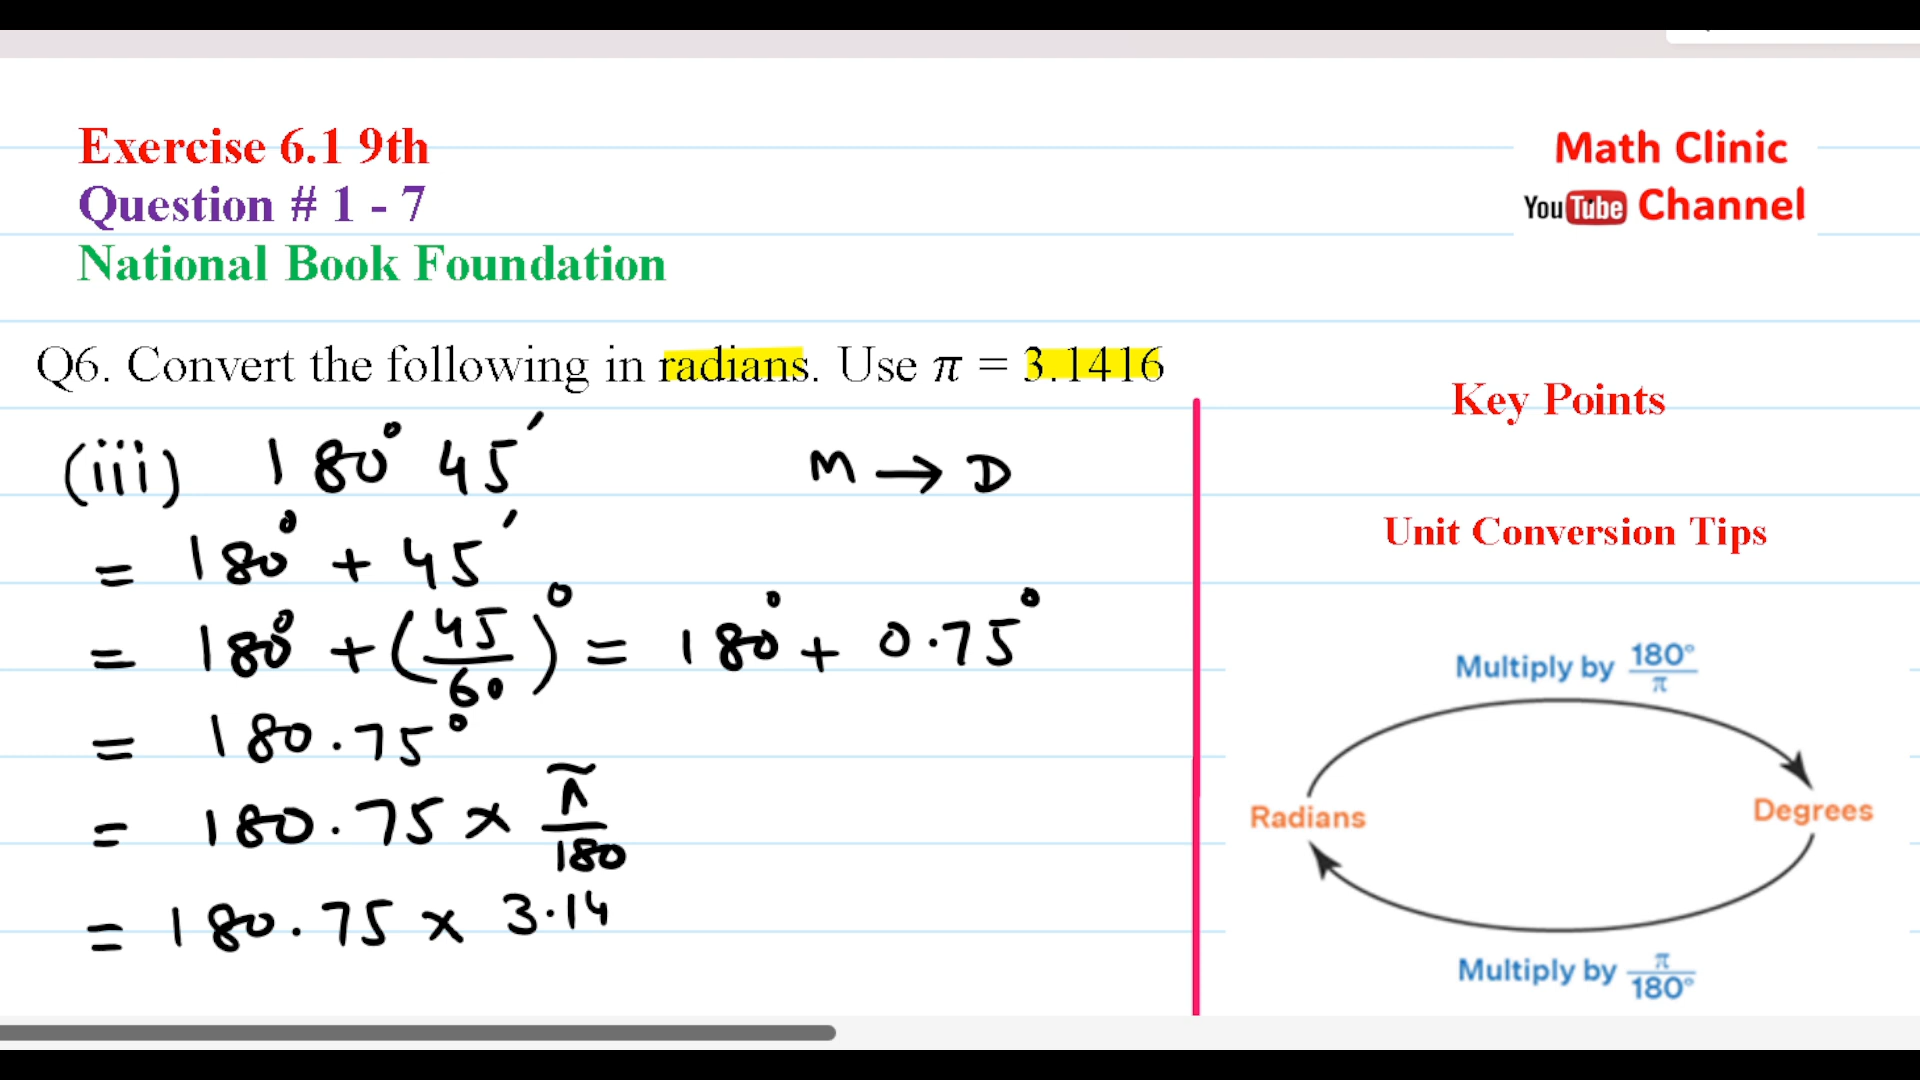 Exercise 6.1 9th
Question # 1 - 7
National Book Foundation
Math Clinic
YouTube Channel
Q6. Convert the following in radians. Use π = 3.1416
(iii) 180° 45′ M → D
= 180° + 45′
= 180° + (45/60)° = 180° + 0.75°
= 180.75°
= 180.75 × π/180
= 180.75 × 3.14
Key Points
Unit Conversion Tips
Multiply by 180°/π
Radians
Degrees
Multiply by π/180°